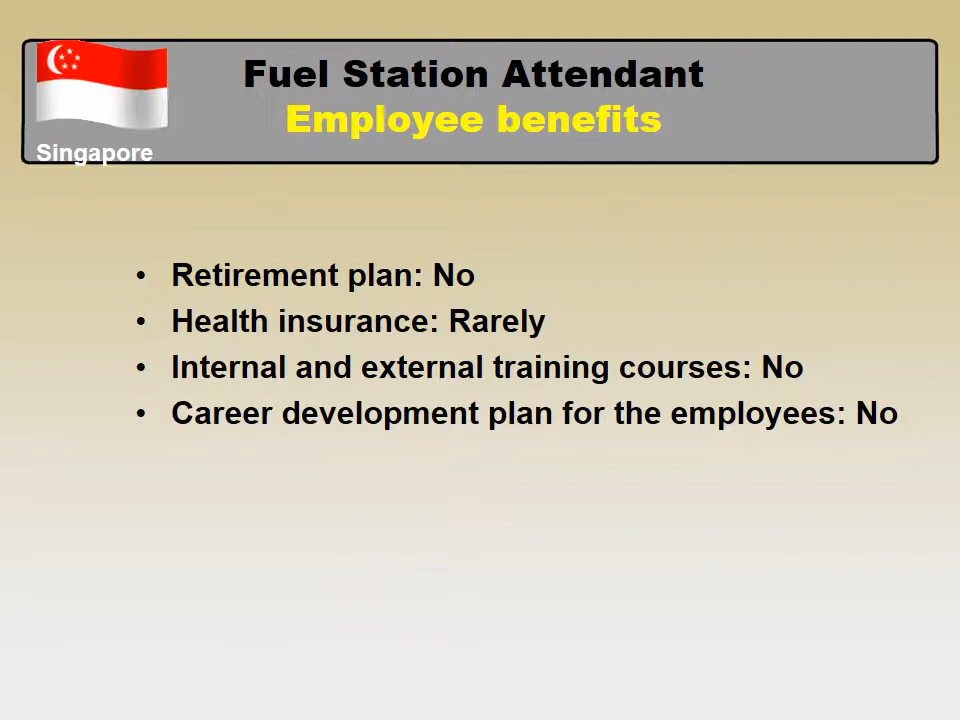 Fuel Station Attendant
Employee benefits
Singapore
• Retirement plan: No
• Health insurance: Rarely
• Internal and external training courses: No
• Career development plan for the employees: No